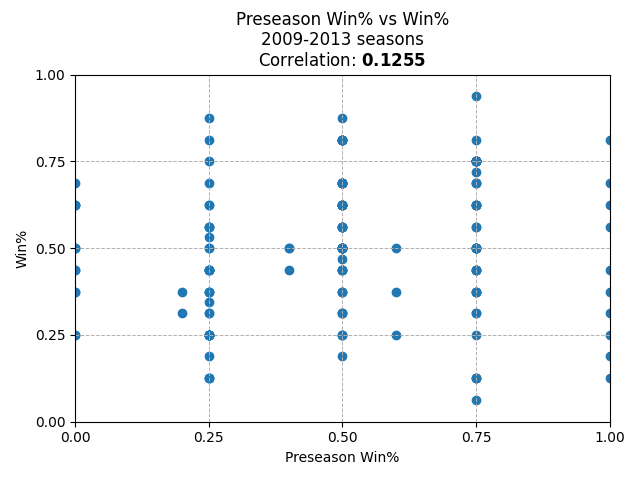 Preseason Win% vs Win%
2009-2013 seasons
Correlation: 0.1255
1.00
0.75
0.50
0.25
0.00
Win%
0.00 0.25 0.50 0.75 1.00
Preseason Win%